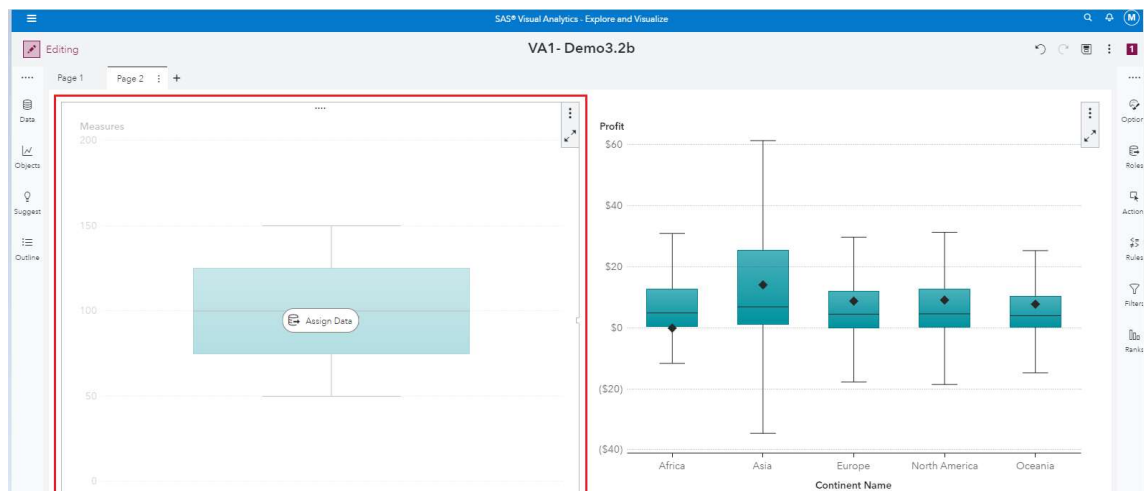 SAS® Visual Analytics - Explore and Visualize
M
Editing
VA1- Demo3.2b
1
Page 1
Page 2
Data
Objects
Suggest
Outline
Measures
200
150
100
50
0
Assign Data
Profit
$60
$40
$20
$0
($20)
($40)
Africa Asia Europe North America Oceania
Continent Name
Option
Roles
Action
Rules
Filters
Ranks